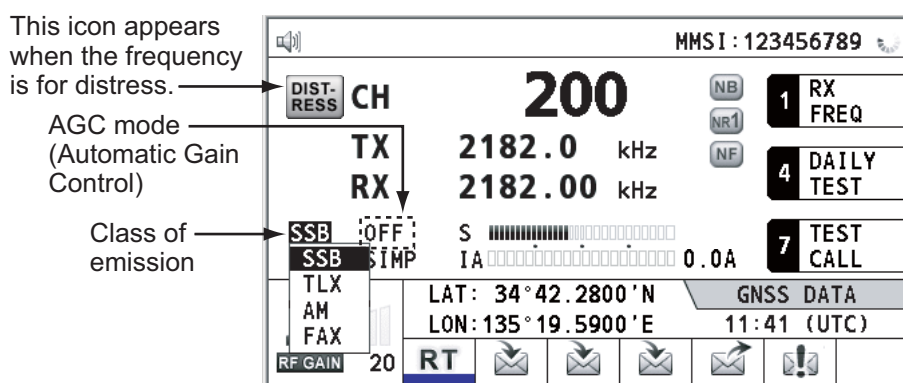 This icon appears
when the frequency
is for distress.
AGC mode
(Automatic Gain
Control)
Class of
emission
MMSI:123456789
DIST-
RESS CH 200 NB
1 RX
FREQ
NR1
TX 2182.0 kHz NF
RX 2182.00 kHz
4 DAILY
TEST
SSB OFF S
SSB SIMP IA 0.0A
7 TEST
CALL
TLX
AM
FAX
LAT: 34°42.2800'N GNSS DATA
LON:135°19.5900'E 11:41 (UTC)
RF GAIN 20 RT